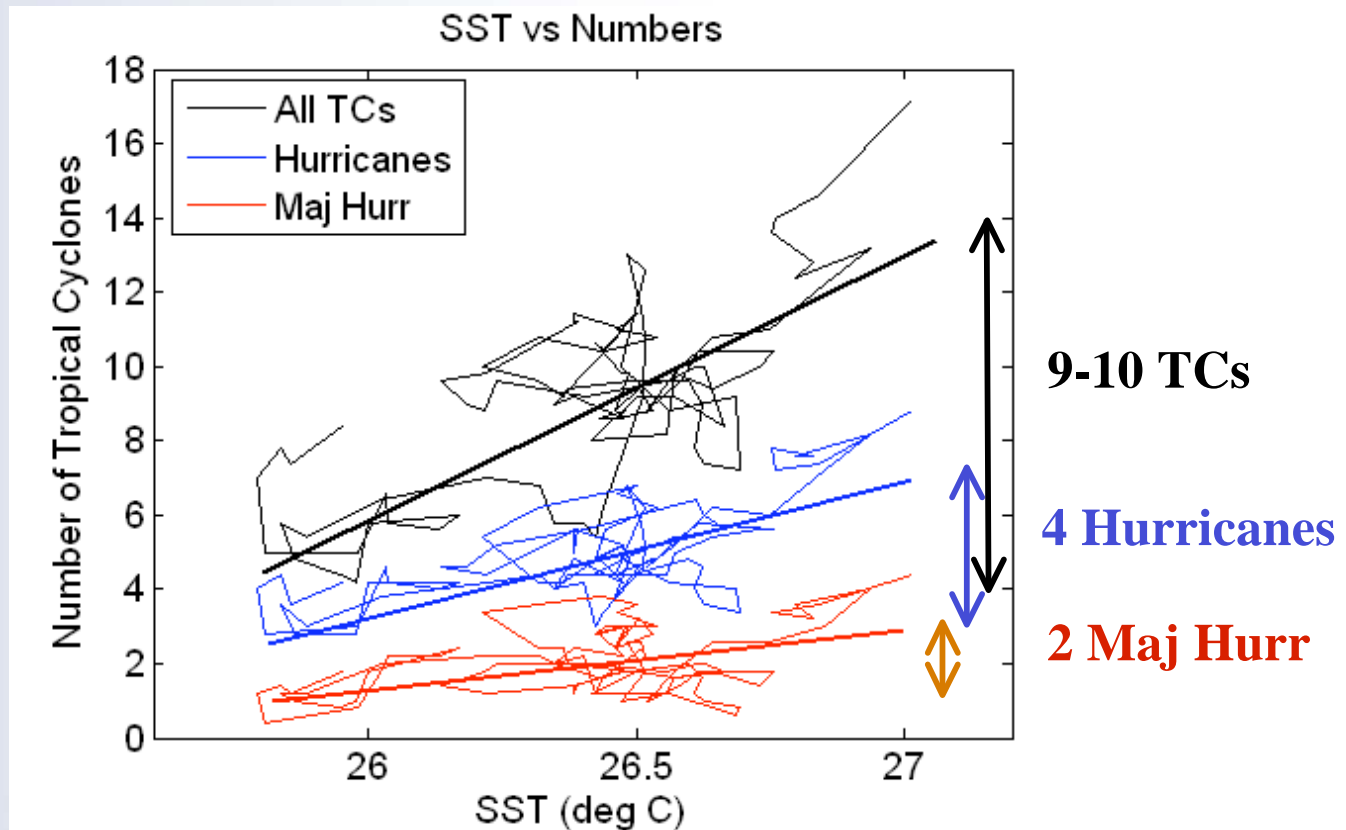 SST vs Numbers
18
16
14
12
10
8
6
4
2
0
Number of Tropical Cyclones
All TCs
Hurricanes
Maj Hurr
26
26.5
27
SST (deg C)
9-10 TCs
4 Hurricanes
2 Maj Hurr